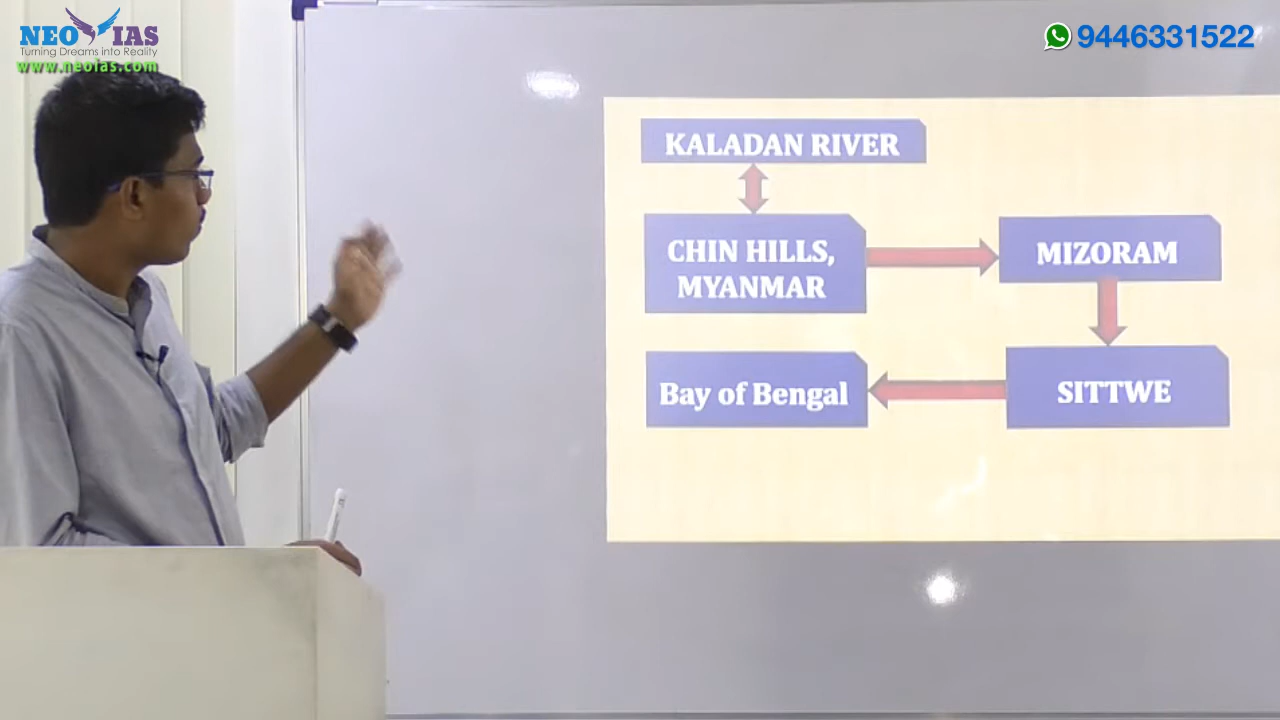 NEO IAS
Turning Dreams into Reality
www.neoias.com
9446331522
KALADAN RIVER
CHIN HILLS,
MYANMAR
MIZORAM
Bay of Bengal
SITTWE